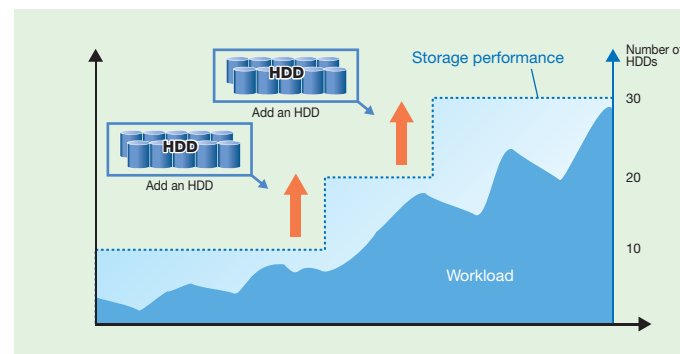 Storage performance
Number of
HDDs
HDD
Add an HDD
HDD
Add an HDD
30
20
10
Workload